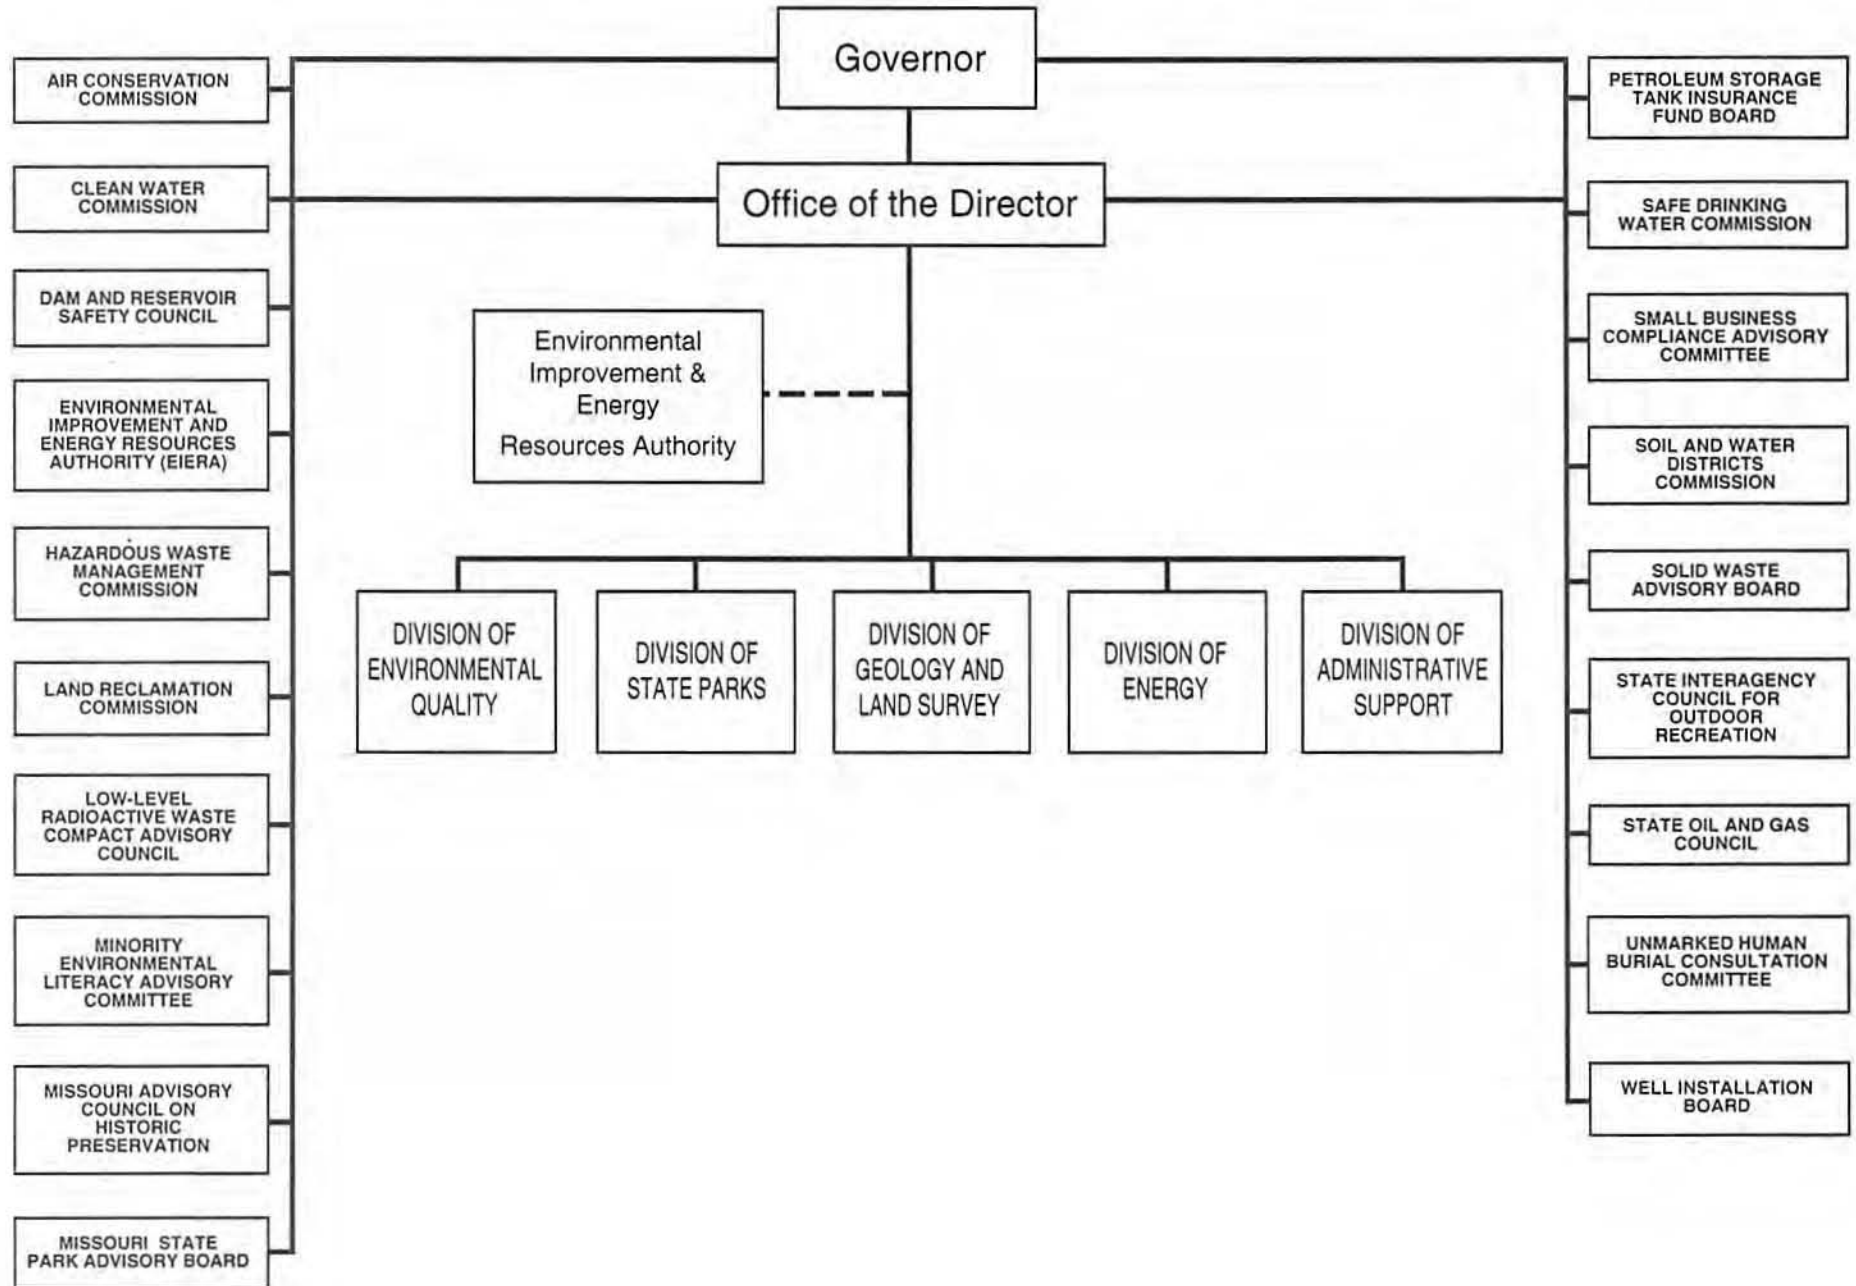 Governor
Office of the Director
AIR CONSERVATION
COMMISSION
CLEAN WATER
COMMISSION
DAM AND RESERVOIR
SAFETY COUNCIL
ENVIRONMENTAL
IMPROVEMENT AND
ENERGY RESOURCES
AUTHORITY (EIERA)
HAZARDOUS WASTE
MANAGEMENT
COMMISSION
LAND RECLAMATION
COMMISSION
LOW-LEVEL
RADIOACTIVE WASTE
COMPACT ADVISORY
COUNCIL
MINORITY
ENVIRONMENTAL
LITERACY ADVISORY
COMMITTEE
MISSOURI ADVISORY
COUNCIL ON
HISTORIC
PRESERVATION
MISSOURI STATE
PARK ADVISORY BOARD
Environmental
Improvement &
Energy
Resources Authority
DIVISION OF
ENVIRONMENTAL
QUALITY
DIVISION OF
STATE PARKS
DIVISION OF
GEOLOGY AND
LAND SURVEY
DIVISION OF
ENERGY
DIVISION OF
ADMINISTRATIVE
SUPPORT
PETROLEUM STORAGE
TANK INSURANCE
FUND BOARD
SAFE DRINKING
WATER COMMISSION
SMALL BUSINESS
COMPLIANCE ADVISORY
COMMITTEE
SOIL AND WATER
DISTRICTS
COMMISSION
SOLID WASTE
ADVISORY BOARD
STATE INTERAGENCY
COUNCIL FOR
OUTDOOR
RECREATION
STATE OIL AND GAS
COUNCIL
UNMARKED HUMAN
BURIAL CONSULTATION
COMMITTEE
WELL INSTALLATION
BOARD